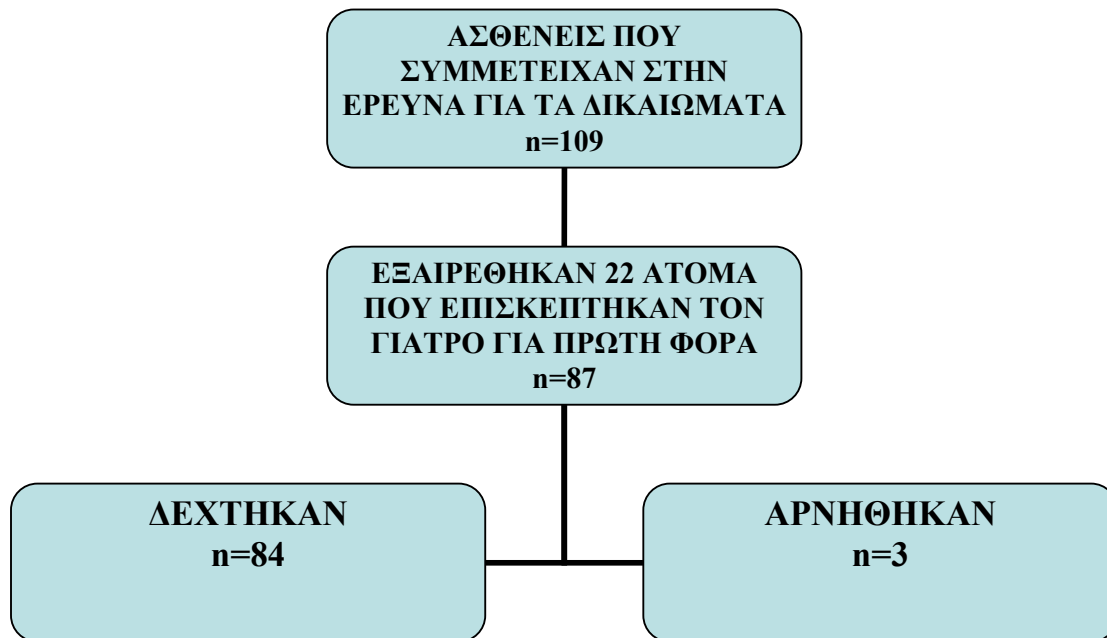 ΑΣΘΕΝΕΙΣ ΠΟΥ
ΣΥΜΜΕΤΕΙΧΑΝ ΣΤΗΝ
ΕΡΕΥΝΑ ΓΙΑ ΤΑ ΔΙΚΑΙΩΜΑΤΑ
n=109
ΕΞΑΙΡΕΘΗΚΑΝ 22 ΑΤΟΜΑ
ΠΟΥ ΕΠΙΣΚΕΠΤΗΚΑΝ ΤΟΝ
ΓΙΑΤΡΟ ΓΙΑ ΠΡΩΤΗ ΦΟΡΑ
n=87
ΔΕΧΤΗΚΑΝ
n=84
ΑΡΝΗΘΗΚΑΝ
n=3